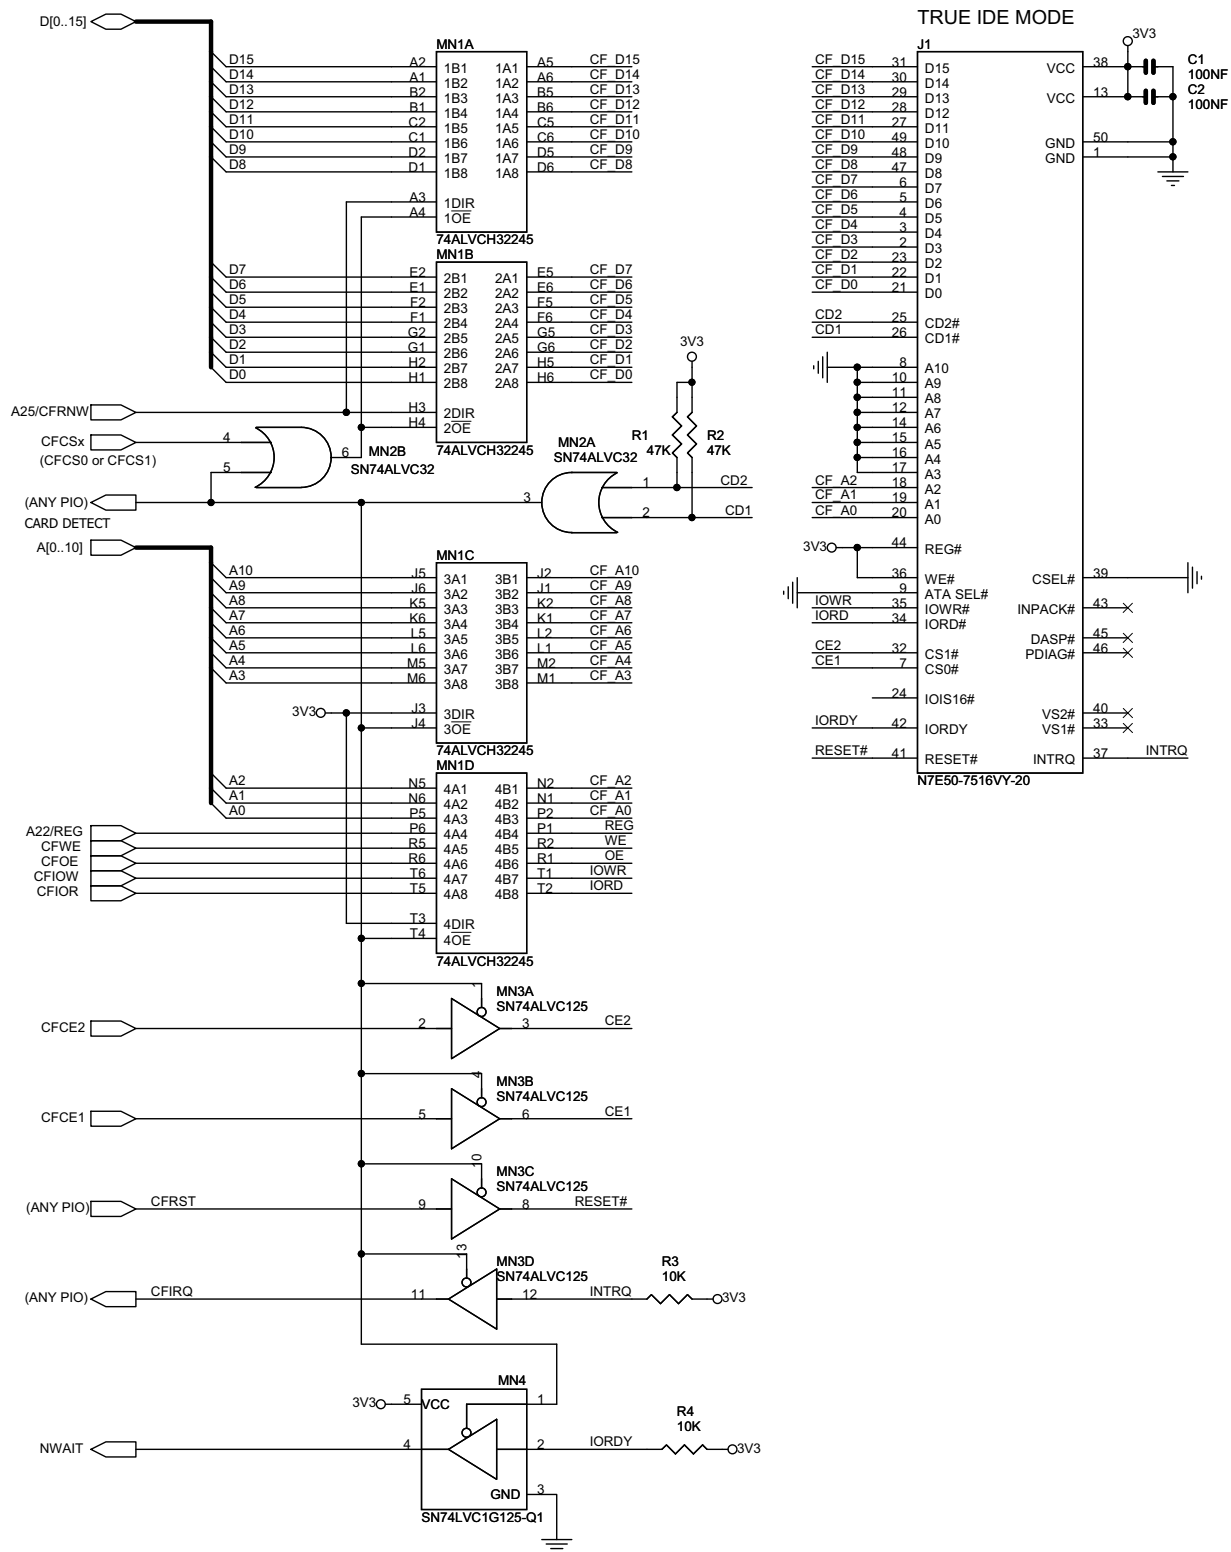 TRUE IDE MODE
D[0..15]
MN1A
D15 A2 1B1 1A1 A5 CF_D15
D14 A1 1B2 1A2 A6 CF_D14
D13 B2 1B3 1A3 B5 CF_D13
D12 B1 1B4 1A4 B6 CF_D12
D11 C2 1B5 1A5 C5 CF_D11
D10 C1 1B6 1A6 C6 CF_D10
D9 D2 1B7 1A7 D5 CF_D9
D8 D1 1B8 1A8 D6 CF_D8
A3 1DIR
A4 1OE
74ALVCH32245
MN1B
D7 E2 2B1 2A1 E5 CF_D7
D6 E1 2B2 2A2 E6 CF_D6
D5 F2 2B3 2A3 F5 CF_D5
D4 F1 2B4 2A4 F6 CF_D4
D3 G2 2B5 2A5 G5 CF_D3
D2 G1 2B6 2A6 G6 CF_D2
D1 H2 2B7 2A7 H5 CF_D1
D0 H1 2B8 2A8 H6 CF_D0
A25/CFRNW H3 2DIR
H4 2OE
74ALVCH32245
CFCSx 4
(CFCS0 or CFCS1)
5
6
MN2B
SN74ALVC32
3V3
R1
47K
R2
47K
MN2A
SN74ALVC32
1 CD2
2 CD1
3
(ANY PIO)
CARD DETECT
A[0..10]
MN1C
A10 J5 3A1 3B1 J2 CF_A10
A9 J6 3A2 3B2 J1 CF_A9
A8 K5 3A3 3B3 K2 CF_A8
A7 K6 3A4 3B4 K1 CF_A7
A6 L5 3A5 3B5 L2 CF_A6
A5 L6 3A6 3B6 L1 CF_A5
A4 M5 3A7 3B7 M2 CF_A4
A3 M6 3A8 3B8 M1 CF_A3
3V3 J3 3DIR
J4 3OE
74ALVCH32245
MN1D
A2 N5 4A1 4B1 N2 CF_A2
A1 N6 4A2 4B2 N1 CF_A1
A0 P5 4A3 4B3 P2 CF_A0
A22/REG P6 4A4 4B4 P1 REG
CFWE R5 4A5 4B5 R2 WE
CFOE R6 4A6 4B6 R1 OE
CFIOW T6 4A7 4B7 T1 IOWR
CFIOR T5 4A8 4B8 T2 IORD
T3 4DIR
T4 4OE
74ALVCH32245
1
MN3A
SN74ALVC125
CFCE2 2 3 CE2
4
MN3B
SN74ALVC125
CFCE1 5 6 CE1
10
MN3C
SN74ALVC125
(ANY PIO) CFRST 9 8 RESET#
13
MN3D
SN74ALVC125
R3
10K
(ANY PIO) CFIRQ 11 12 INTRQ 3V3
MN4
3V3 5 VCC 1
R4
10K
NWAIT 4 2 IORDY 3V3
GND 3
SN74LVC1G125-Q1
J1
3V3
CF_D15 31 D15 VCC 38
C1
100NF
CF_D14 30 D14
CF_D13 29 D13 VCC 13
C2
100NF
CF_D12 28 D12
CF_D11 27 D11
CF_D10 49 D10 GND 50
CF_D9 48 D9 GND 1
CF_D8 47 D8
CF_D7 6 D7
CF_D6 5 D6
CF_D5 4 D5
CF_D4 3 D4
CF_D3 2 D3
CF_D2 23 D2
CF_D1 22 D1
CF_D0 21 D0
CD2 25 CD2#
CD1 26 CD1#
8 A10
10 A9
11 A8
12 A7
14 A6
15 A5
16 A4
17 A3
CF_A2 18 A2
CF_A1 19 A1
CF_A0 20 A0
3V3 44 REG#
36 WE# CSEL# 39
9 ATA SEL#
IOWR 35 IOWR# INPACK# 43
IORD 34 IORD#
DASP# 45
CE2 32 CS1# PDIAG# 46
CE1 7 CS0#
24 IOIS16#
VS2# 40
IORDY 42 IORDY VS1# 33
RESET# 41 RESET# INTRQ 37 INTRQ
N7E50-7516VY-20